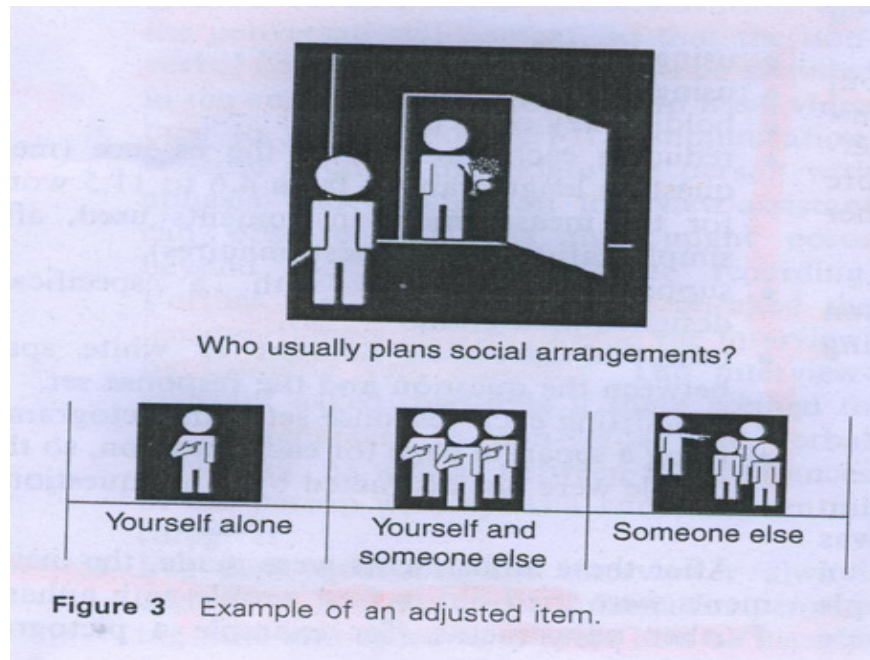 Who usually plans social arrangements?
Yourself alone
Yourself and
someone else
Someone else
Figure 3 Example of an adjusted item.